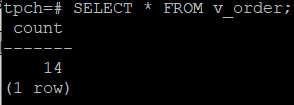 tpch=# SELECT * FROM v_order;
 count
-------
    14
(1 row)